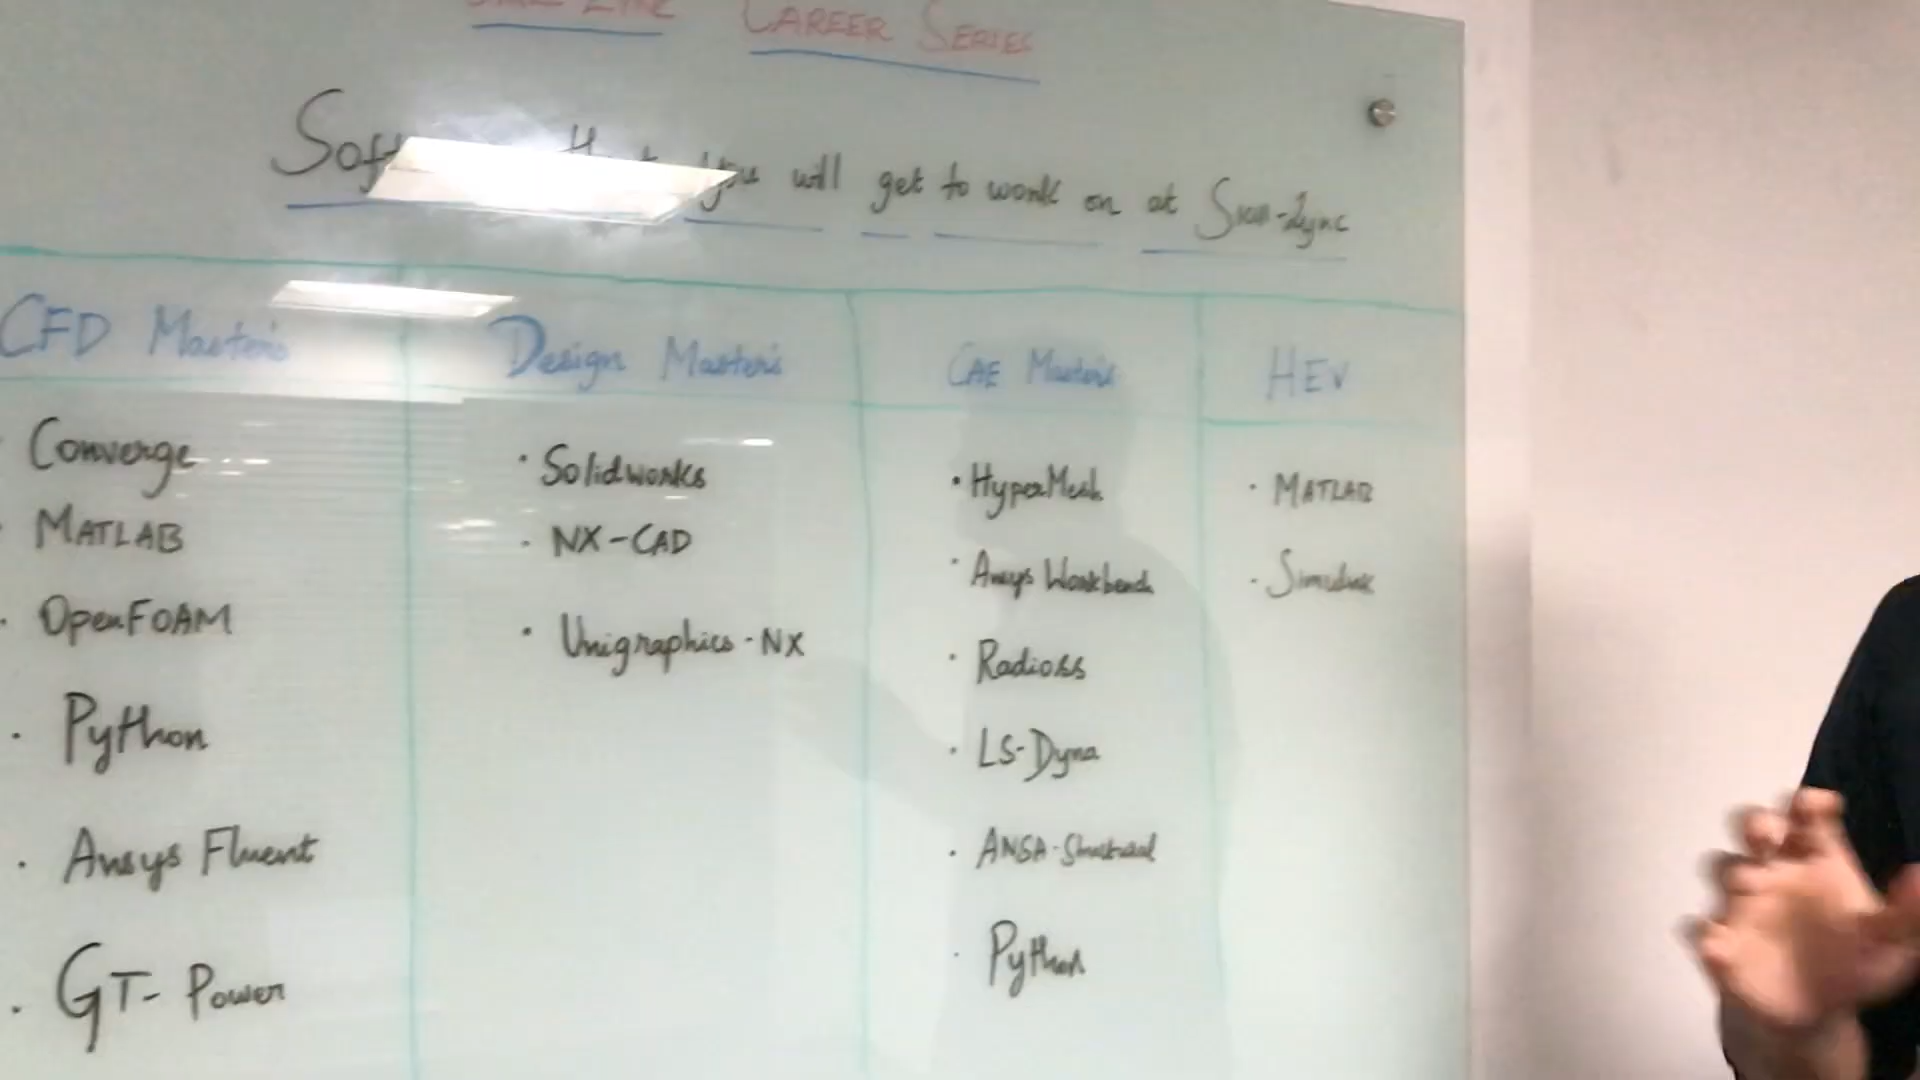 CAREER SERIES
you will get to work on at Skill-Lync
CFD Master's
Converge
MATLAB
OpenFOAM
Python
Ansys Fluent
GT-Power
Design Master's
Solidworks
NX-CAD
Unigraphics-NX
CAE Master's
HyperMesh
Ansys Workbench
Radioss
LS-Dyna
ANSA-Structural
Python
HEV
MATLAB
Simulink